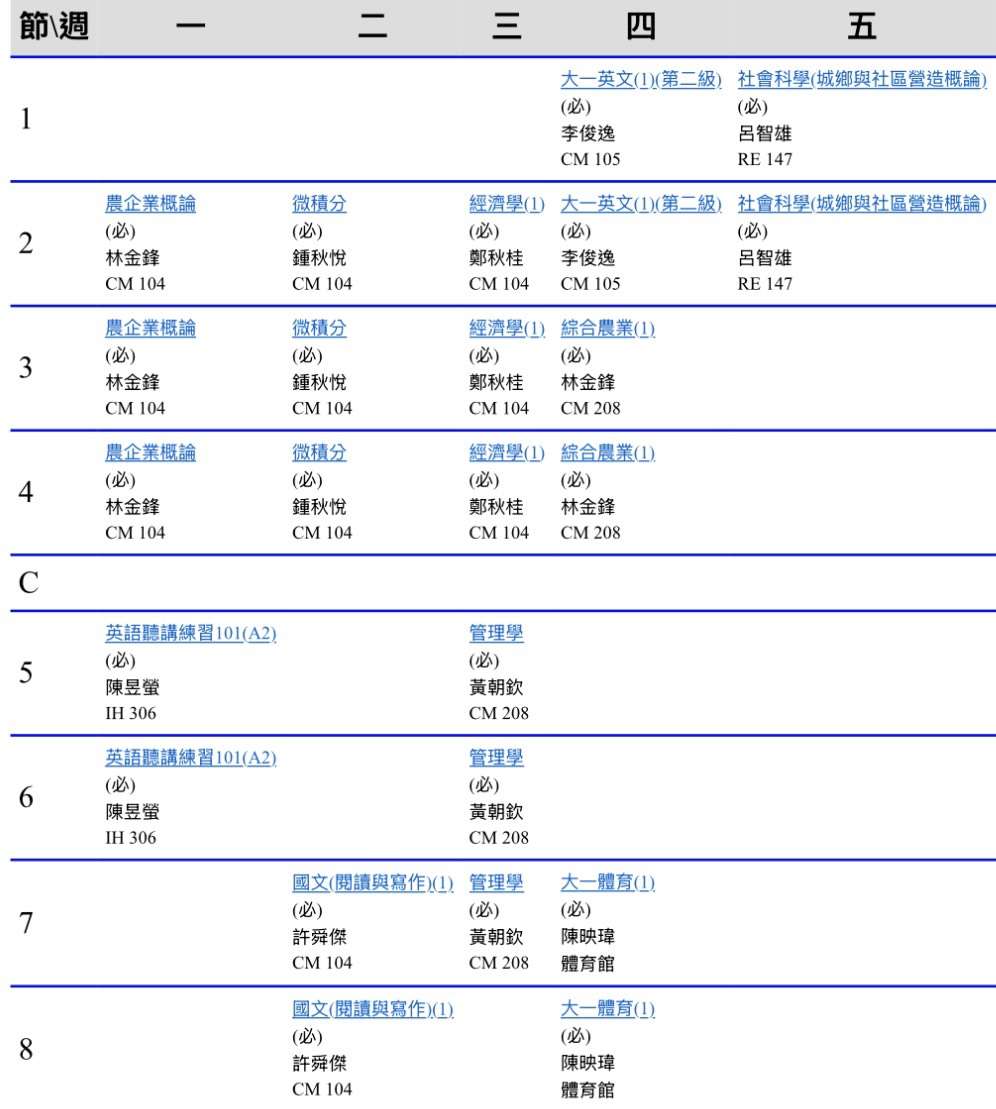 節\週 一 二 三 四 五
1
大一英文(1)(第二級) 社會科學(城鄉與社區營造概論)
(必) (必)
李俊逸 呂智雄
CM 105 RE 147
2
農企業概論 微積分 經濟學(1) 大一英文(1)(第二級) 社會科學(城鄉與社區營造概論)
(必) (必) (必) (必) (必)
林金鋒 鍾秋悅 鄭秋桂 李俊逸 呂智雄
CM 104 CM 104 CM 104 CM 105 RE 147
3
農企業概論 微積分 經濟學(1) 綜合農業(1)
(必) (必) (必) (必)
林金鋒 鍾秋悅 鄭秋桂 林金鋒
CM 104 CM 104 CM 104 CM 208
4
農企業概論 微積分 經濟學(1) 綜合農業(1)
(必) (必) (必) (必)
林金鋒 鍾秋悅 鄭秋桂 林金鋒
CM 104 CM 104 CM 104 CM 208
C
5
英語聽講練習101(A2) 管理學
(必) (必)
陳昱螢 黃朝欽
IH 306 CM 208
6
英語聽講練習101(A2) 管理學
(必) (必)
陳昱螢 黃朝欽
IH 306 CM 208
7
國文(閱讀與寫作)(1) 管理學 大一體育(1)
(必) (必) (必)
許舜傑 黃朝欽 陳映瑋
CM 104 CM 208 體育館
8
國文(閱讀與寫作)(1) 大一體育(1)
(必) (必)
許舜傑 陳映瑋
CM 104 體育館